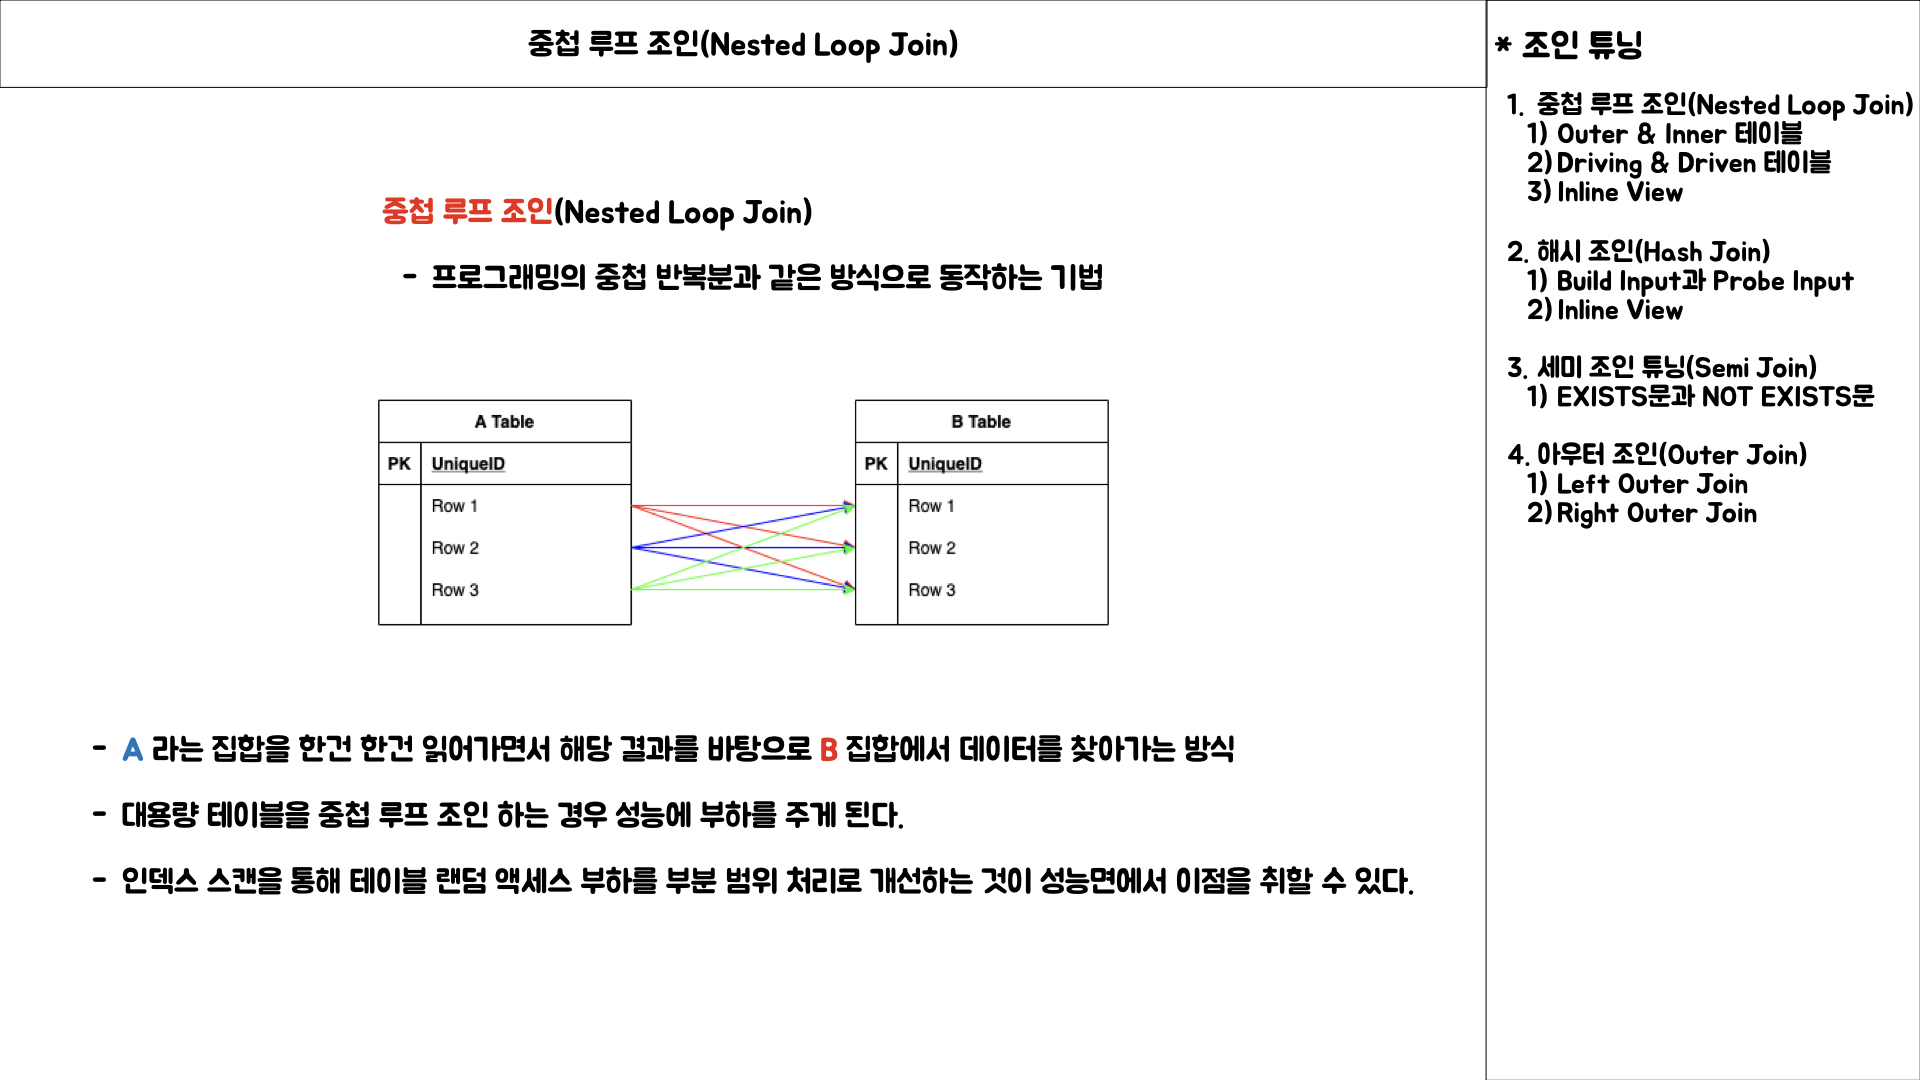 중첩 루프 조인(Nested Loop Join)
중첩 루프 조인(Nested Loop Join)
- 프로그래밍의 중첩 반복분과 같은 방식으로 동작하는 기법
A Table
PK UniqueID
Row 1
Row 2
Row 3
B Table
PK UniqueID
Row 1
Row 2
Row 3
- A 라는 집합을 한건 한건 읽어가면서 해당 결과를 바탕으로 B 집합에서 데이터를 찾아가는 방식
- 대용량 테이블을 중첩 루프 조인 하는 경우 성능에 부하를 주게 된다.
- 인덱스 스캔을 통해 테이블 랜덤 액세스 부하를 부분 범위 처리로 개선하는 것이 성능면에서 이점을 취할 수 있다.
* 조인 튜닝
1. 중첩 루프 조인(Nested Loop Join)
1) Outer & Inner 테이블
2) Driving & Driven 테이블
3) Inline View
2. 해시 조인(Hash Join)
1) Build Input과 Probe Input
2) Inline View
3. 세미 조인 튜닝(Semi Join)
1) EXISTS문과 NOT EXISTS문
4. 아우터 조인(Outer Join)
1) Left Outer Join
2) Right Outer Join